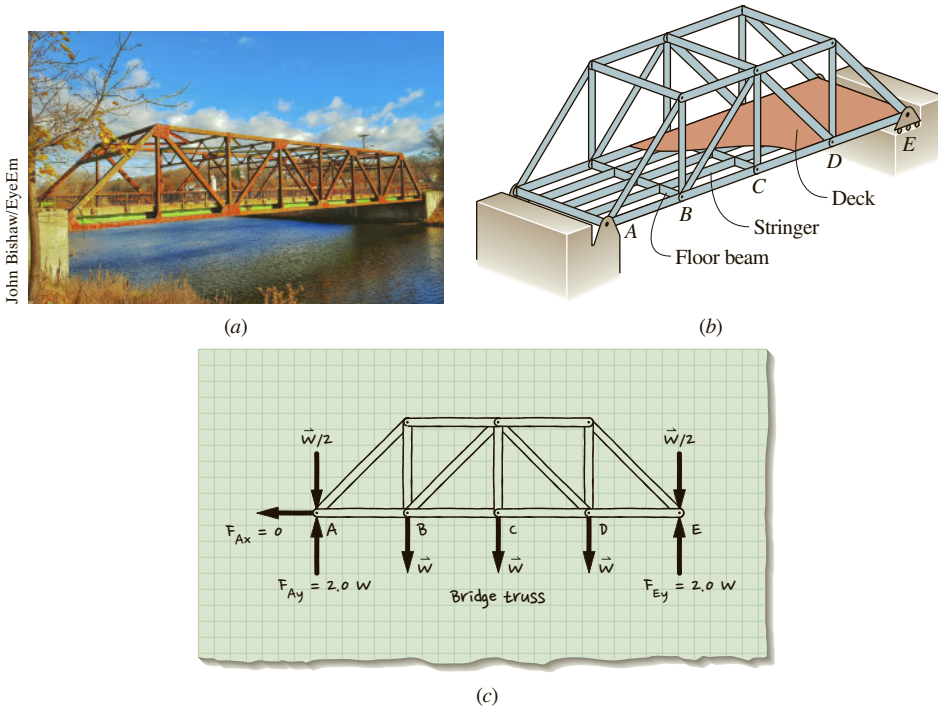 John Bishaw/EyeEm
(a)
A
B
C
D
E
Deck
Stringer
Floor beam
(b)
W⃗/2
W⃗/2
F_Ax = 0
A
B
C
D
E
W⃗
W⃗
W⃗
F_Ay = 2.0 W
Bridge truss
F_Ey = 2.0 W
(c)